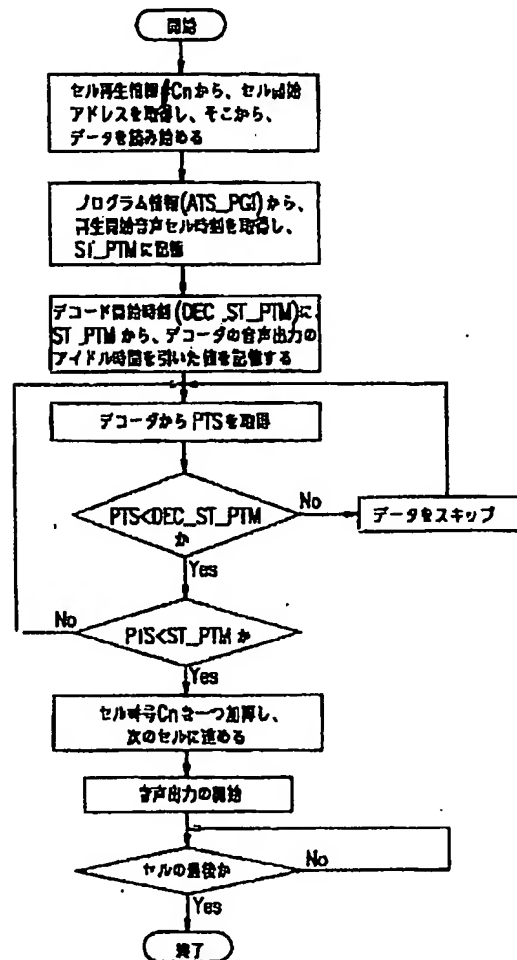 開始
セル再生情報 Cnから、セル開始
アドレスを取得し、そこから、
データを読み始める
プログラム情報(ATS_PGI)から、
再生開始音声セル時刻を取得し、
ST_PTMに記憶
デコード開始時刻(DEC_ST_PTM)に、
ST_PTMから、デコーダの音声出力の
アイドル時間を引いた値を記憶する
デコーダからPTSを取得
PTS<DEC_ST_PTM
か
No
データをスキップ
Yes
No
PTS<ST_PTMか
Yes
セル番号Cnを一つ加算し、
次のセルに進める
音声出力の開始
セルの最後か
No
Yes
終了